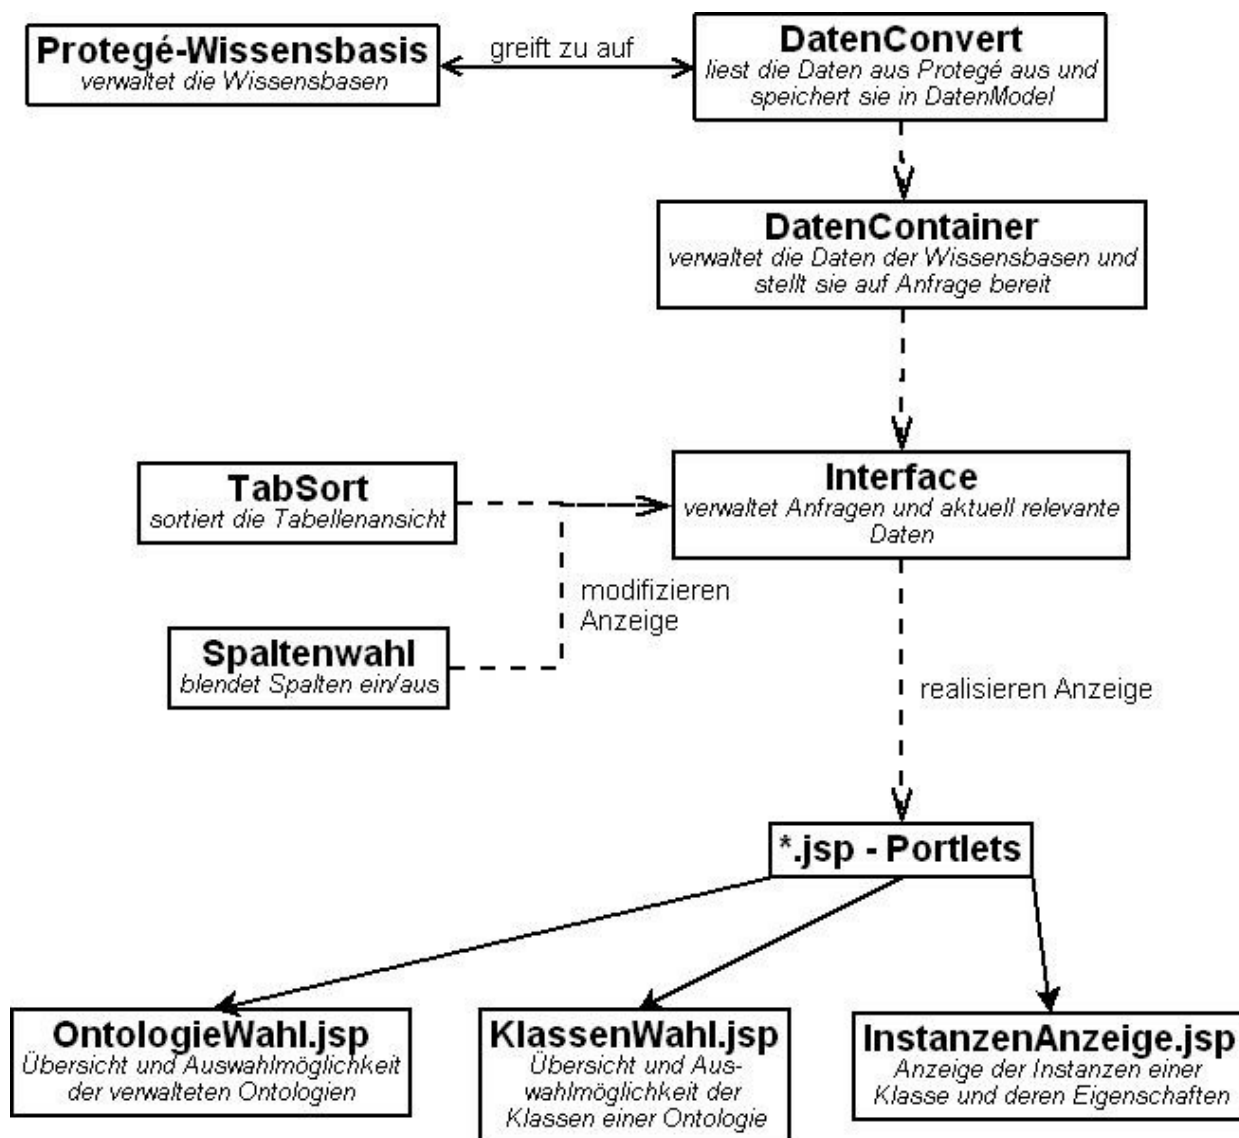 Protegé-Wissensbasis
verwaltet die Wissensbasen
greift zu auf
DatenConvert
liest die Daten aus Protegé aus und
speichert sie in DatenModel
DatenContainer
verwaltet die Daten der Wissensbasen und
stellt sie auf Anfrage bereit
TabSort
sortiert die Tabellenansicht
Interface
verwaltet Anfragen und aktuell relevante
Daten
modifizieren
Anzeige
Spaltenwahl
blendet Spalten ein/aus
realisieren Anzeige
*.jsp - Portlets
OntologieWahl.jsp
Übersicht und Auswahlmöglichkeit
der verwalteten Ontologien
KlassenWahl.jsp
Übersicht und Aus-
wahlmöglichkeit der
Klassen einer Ontologie
InstanzenAnzeige.jsp
Anzeige der Instanzen einer
Klasse und deren Eigenschaften